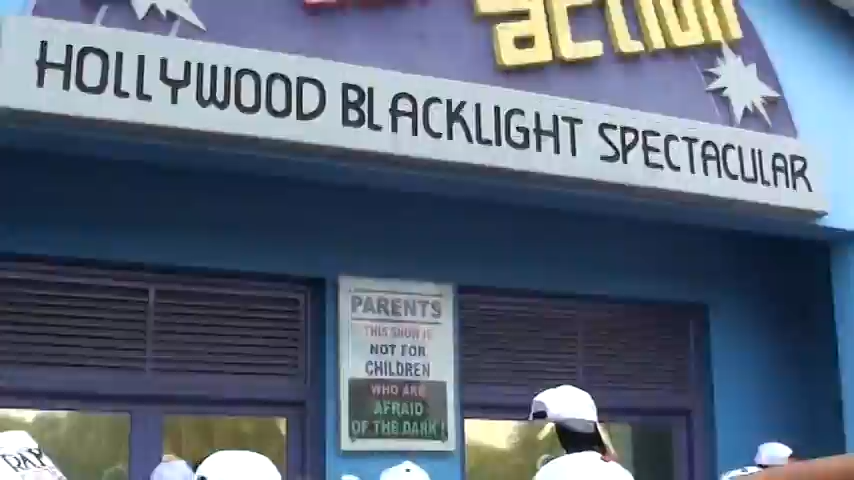 action
HOLLYWOOD BLACKLIGHT SPECTACULAR
PARENTS
THIS SHOW IS
NOT FOR
CHILDREN
WHO ARE
AFRAID
OF THE DARK!